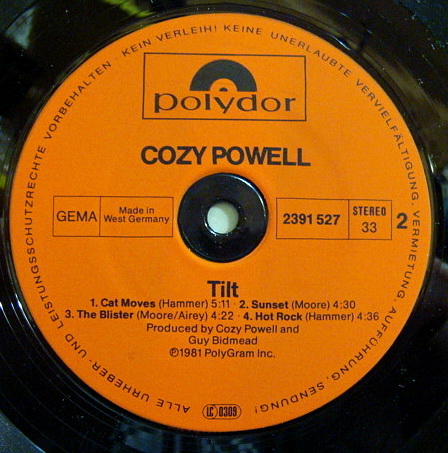 ALLE URHEBER- UND LEISTUNGSSCHUTZRECHTE VORBEHALTEN · KEIN VERLEIH! KEINE UNERLAUBTE VERVIELFÄLTIGUNG, VERMIETUNG, AUFFÜHRUNG, SENDUNG!
polydor
COZY POWELL
GEMA
Made in
West Germany
2391 527
STEREO
33
2
Tilt
1. Cat Moves (Hammer) 5:11 · 2. Sunset (Moore) 4:30
3. The Blister (Moore/Airey) 4:22 · 4. Hot Rock (Hammer) 4:36
Produced by Cozy Powell and
Guy Bidmead
℗1981 PolyGram Inc.
LC 0309